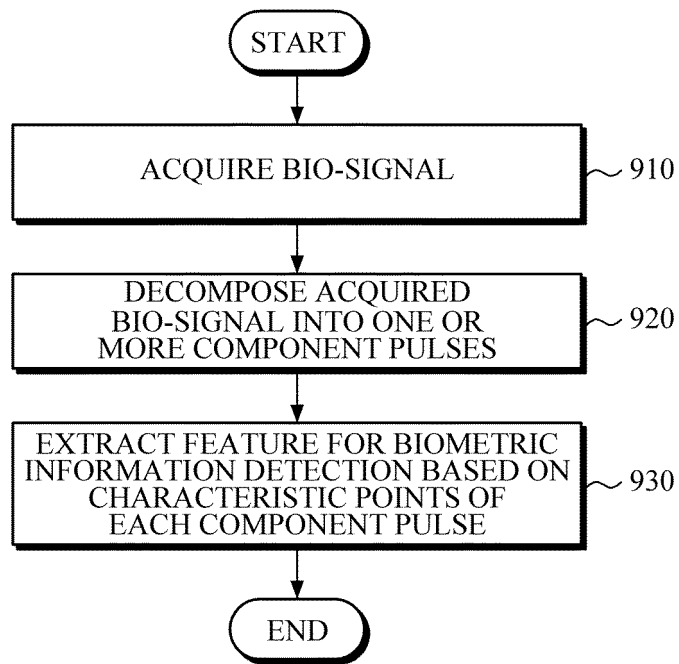 START
ACQUIRE BIO-SIGNAL
910
DECOMPOSE ACQUIRED
BIO-SIGNAL INTO ONE OR
MORE COMPONENT PULSES
920
EXTRACT FEATURE FOR BIOMETRIC
INFORMATION DETECTION BASED ON
CHARACTERISTIC POINTS OF
EACH COMPONENT PULSE
930
END